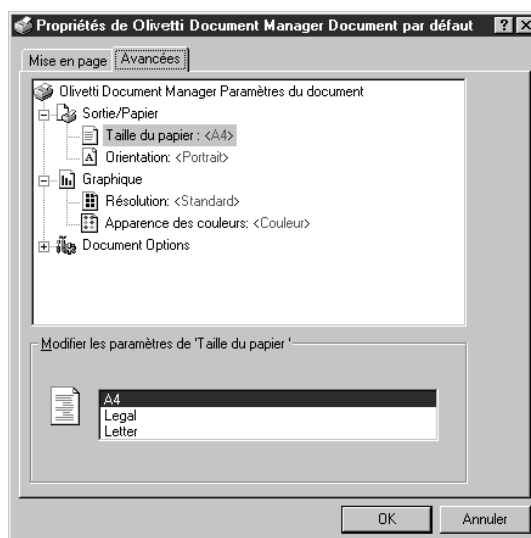 Propriétés de Olivetti Document Manager Document par défaut
Mise en page
Avancées
Olivetti Document Manager Paramètres du document
Sortie/Papier
Taille du papier : <A4>
Orientation: <Portrait>
Graphique
Résolution: <Standard>
Apparence des couleurs: <Couleur>
Document Options
Modifier les paramètres de 'Taille du papier '
A4
Legal
Letter
OK
Annuler